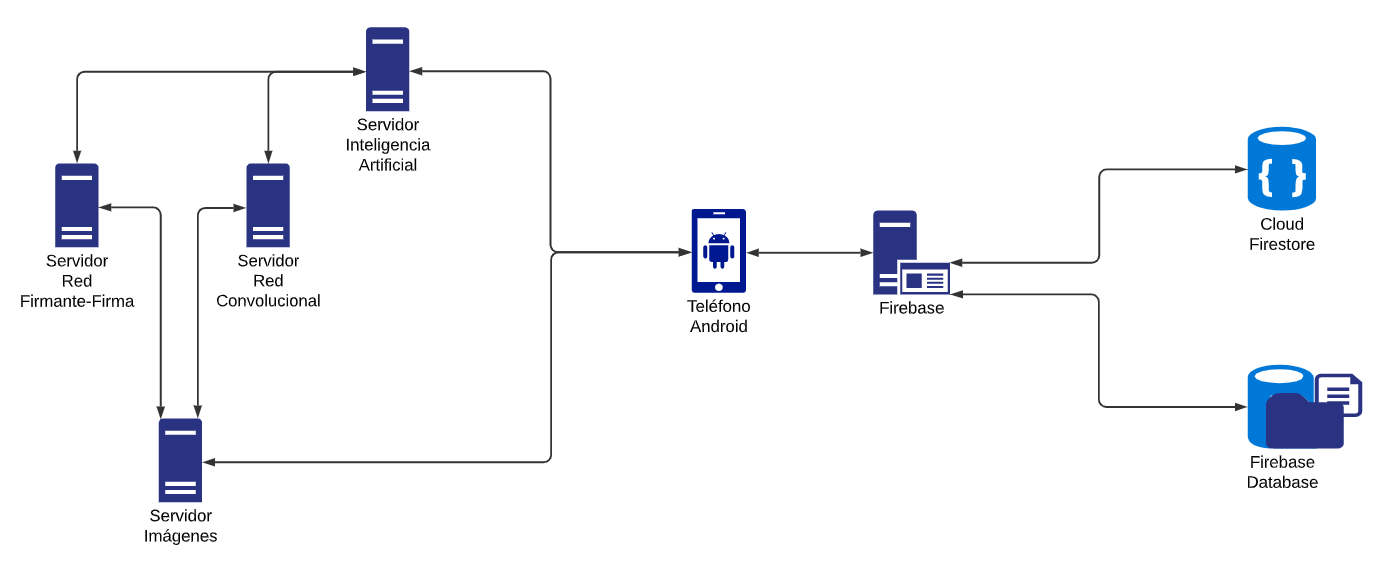 Servidor
Inteligencia
Artificial
Servidor
Red
Firmante-Firma
Servidor
Red
Convolucional
Servidor
Imágenes
Teléfono
Android
Firebase
{ }
Cloud
Firestore
Firebase
Database